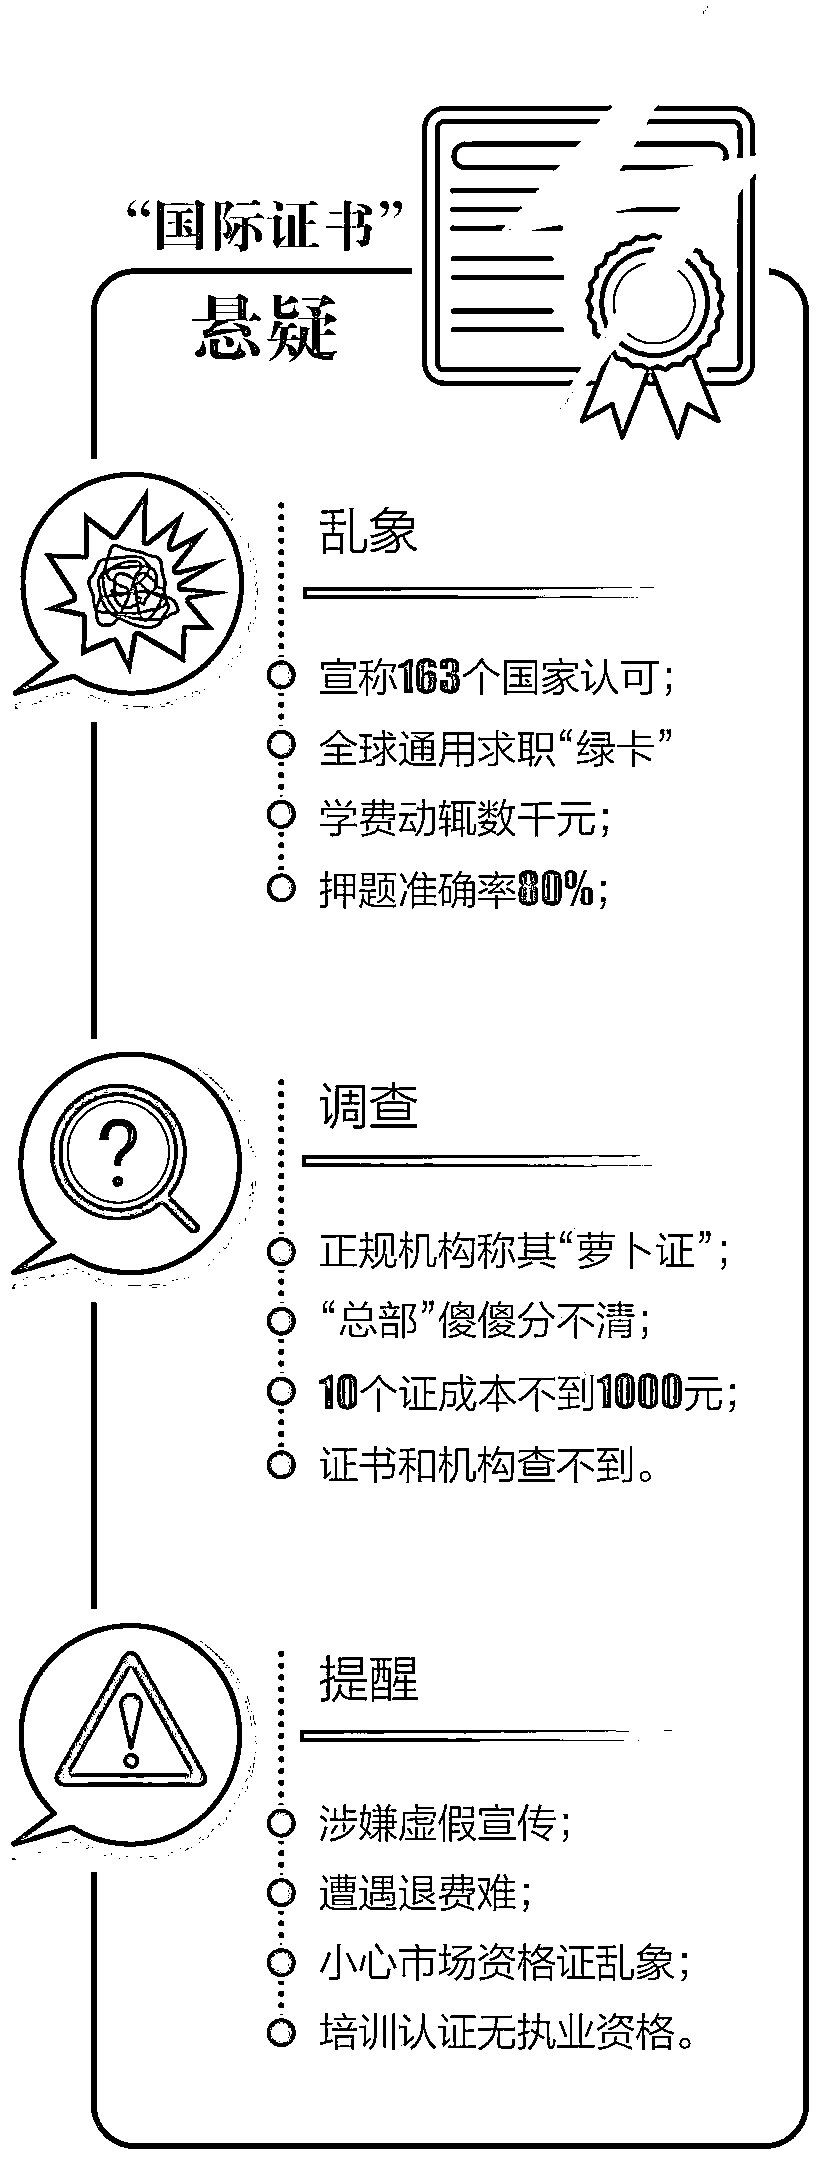 “国际证书”
悬疑
乱象
宣称163个国家认可；
全球通用求职“绿卡”
学费动辄数千元；
押题准确率80%；
调查
正规机构称其“萝卜证”；
“总部”傻傻分不清；
10个证成本不到1000元；
证书和机构查不到。
提醒
涉嫌虚假宣传；
遭遇退费难；
小心市场资格证乱象；
培训认证无执业资格。